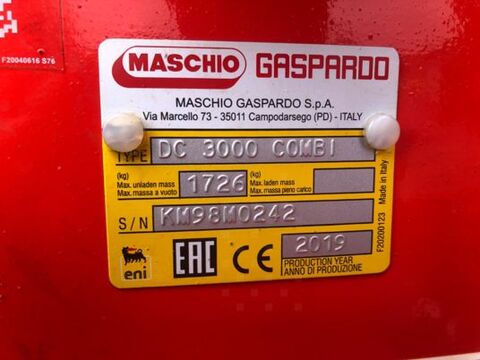 F20040616 S76
MASCHIO GASPARDO
MASCHIO GASPARDO S.p.A.
Via Marcello 73 - 35011 Campodarsego (PD) - ITALY
TYPE DC 3000 COMBI
(kg) Max. unladen mass Max. massa a vuoto 1726 (kg) Max. laden mass Max. massa pieno carico
S/N KM98M0242
eni EAC CE 2019
PRODUCTION YEAR
ANNO DI PRODUZIONE
F20200123 Made in Italy